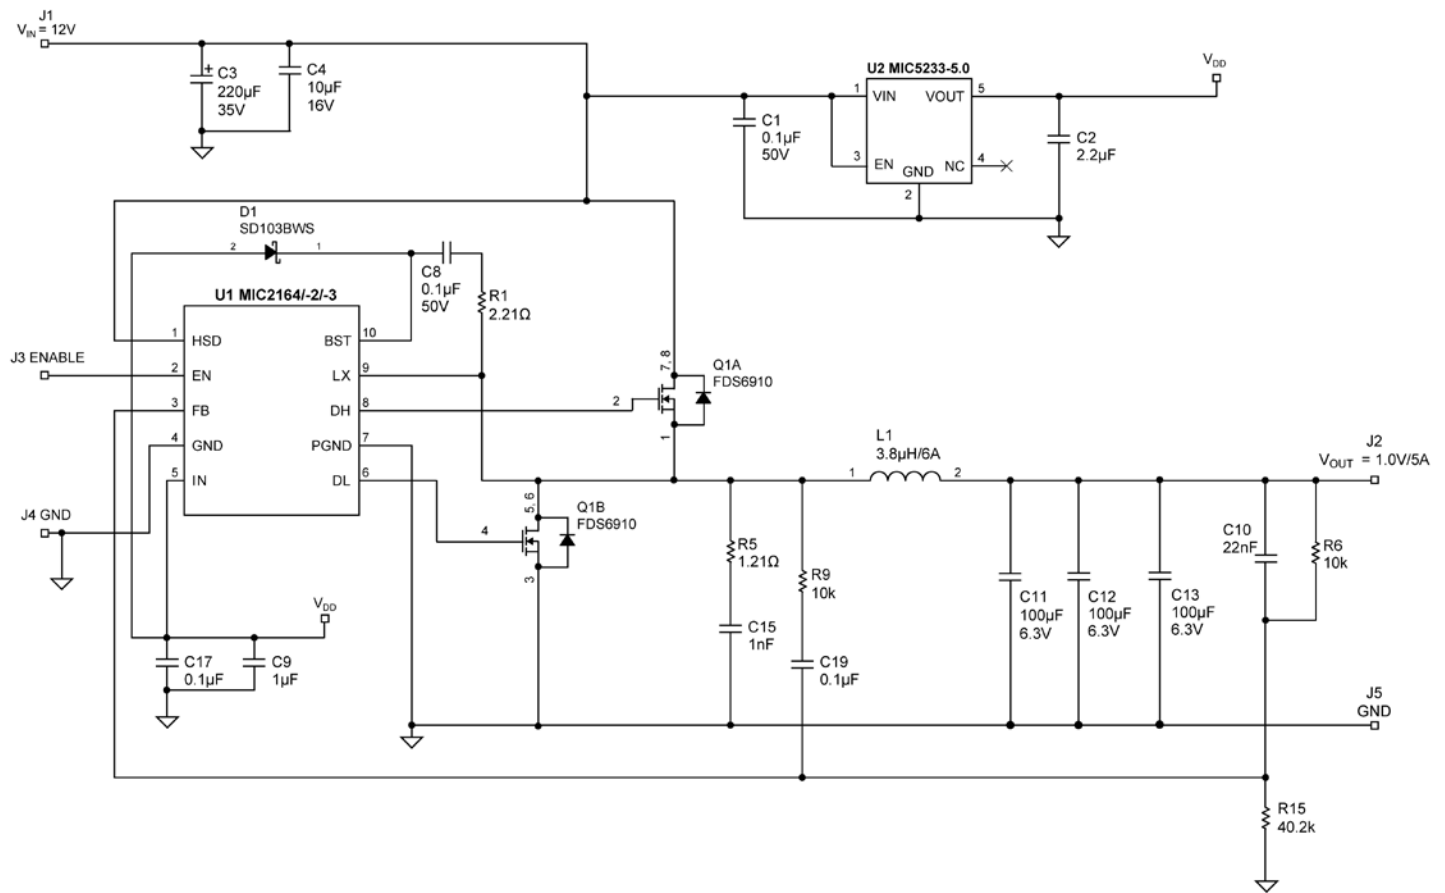 J1
VIN = 12V
C3
220µF
35V
C4
10µF
16V
+
U2 MIC5233-5.0
1
VIN
VOUT
5
3
EN
GND
NC
4
2
VDD
C1
0.1µF
50V
C2
2.2µF
D1
SD103BWS
2
1
C8
0.1µF
50V
R1
2.21Ω
U1 MIC2164/-2/-3
1
HSD
BST
10
J3 ENABLE
2
EN
LX
9
3
FB
DH
8
4
GND
PGND
7
5
IN
DL
6
J4 GND
7, 8
Q1A
FDS6910
2
1
5, 6
Q1B
FDS6910
4
3
L1
3.8µH/6A
1
2
J2
VOUT = 1.0V/5A
R5
1.21Ω
C15
1nF
R9
10k
C19
0.1µF
C11
100µF
6.3V
C12
100µF
6.3V
C13
100µF
6.3V
C10
22nF
R6
10k
VDD
C17
0.1µF
C9
1µF
J5
GND
R15
40.2k